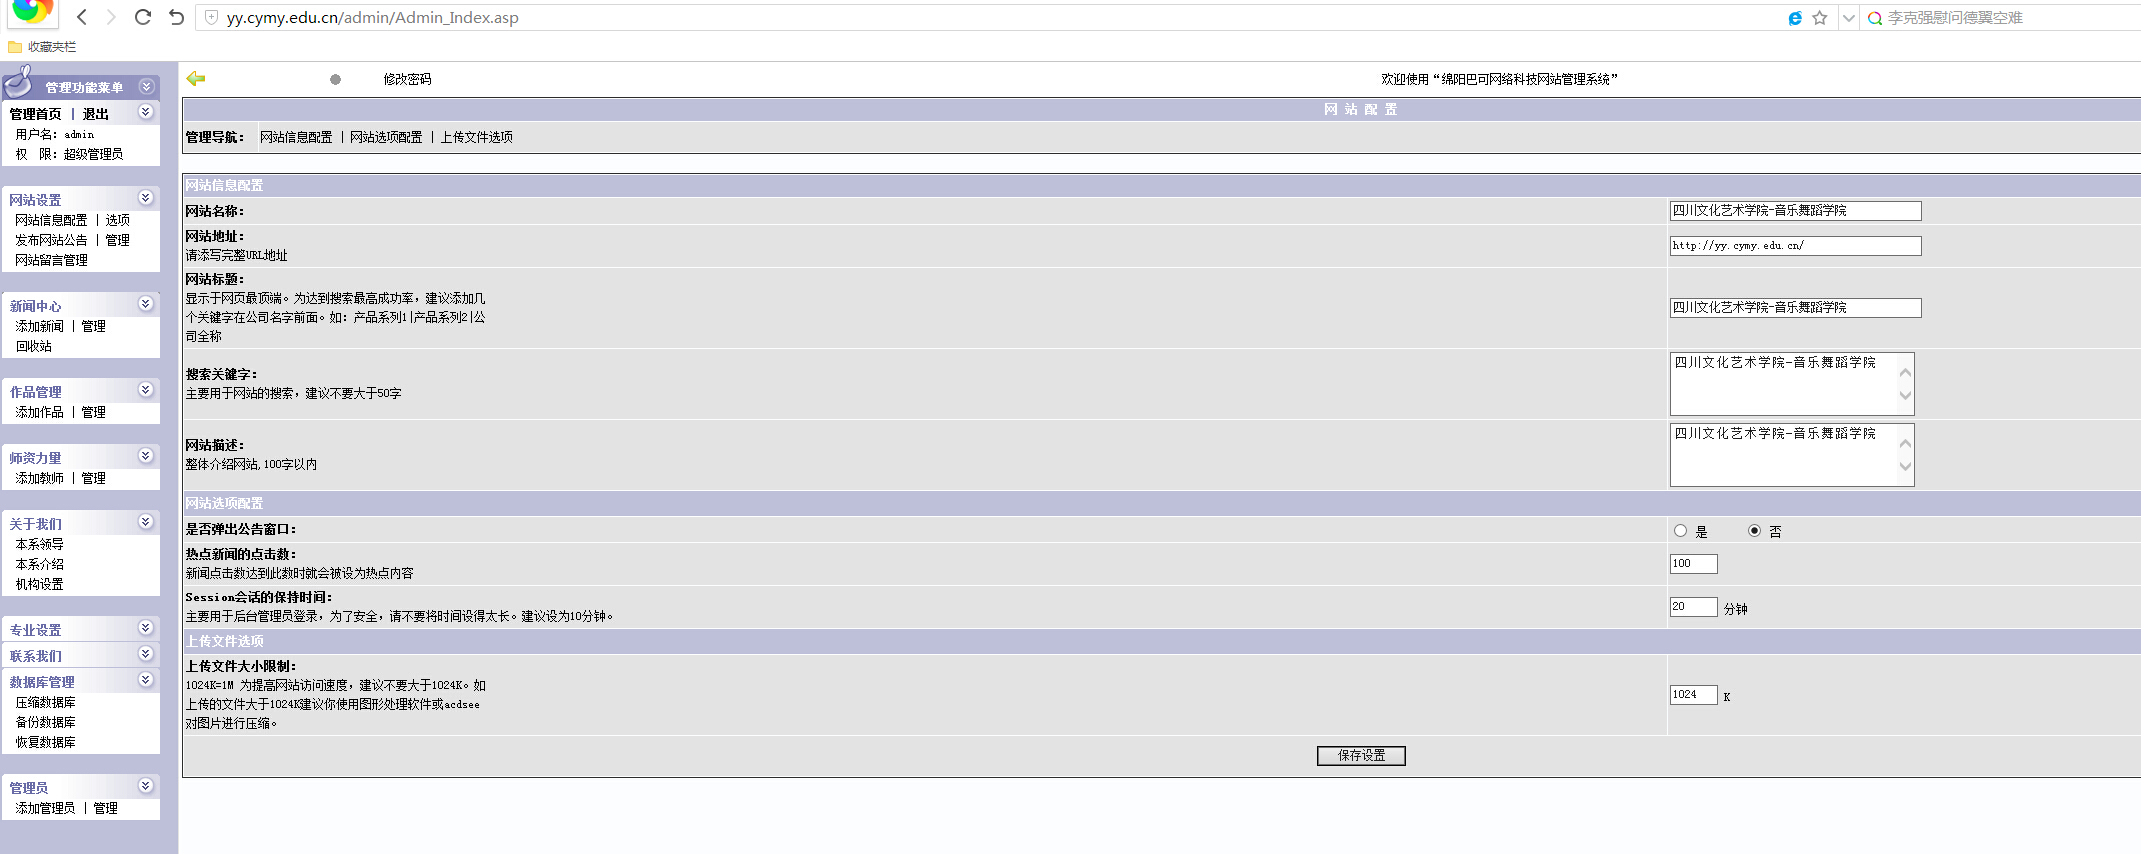 yy.cymy.edu.cn/admin/Admin_Index.asp
李克强慰问德翼空难
收藏夹栏
管理功能菜单
管理首页 | 退出
用户名：admin
权　限：超级管理员
网站设置
网站信息配置 | 选项
发布网站公告 | 管理
网站留言管理
新闻中心
添加新闻 | 管理
回收站
作品管理
添加作品 | 管理
师资力量
添加教师 | 管理
关于我们
本系领导
本系介绍
机构设置
专业设置
联系我们
数据库管理
压缩数据库
备份数据库
恢复数据库
管理员
添加管理员 | 管理
修改密码
欢迎使用“绵阳巴可网络科技网站管理系统”
网 站 配 置
管理导航： 网站信息配置 | 网站选项配置 | 上传文件选项
网站信息配置
网站名称：
四川文化艺术学院-音乐舞蹈学院
网站地址：
请添写完整URL地址
http://yy.cymy.edu.cn/
网站标题：
显示于网页最顶端。为达到搜索最高成功率，建议添加几
个关键字在公司名字前面。如：产品系列1|产品系列2|公
司全称
四川文化艺术学院-音乐舞蹈学院
搜索关键字：
主要用于网站的搜索，建议不要大于50字
四川文化艺术学院-音乐舞蹈学院
网站描述：
整体介绍网站,100字以内
四川文化艺术学院-音乐舞蹈学院
网站选项配置
是否弹出公告窗口：
是 否
热点新闻的点击数：
新闻点击数达到此数时就会被设为热点内容
100
Session会话的保持时间：
主要用于后台管理员登录，为了安全，请不要将时间设得太长。建议设为10分钟。
20 分钟
上传文件选项
上传文件大小限制：
1024K=1M 为提高网站访问速度，建议不要大于1024K。如
上传的文件大于1024K建议你使用图形处理软件或acdsee
对图片进行压缩。
1024 K
保存设置